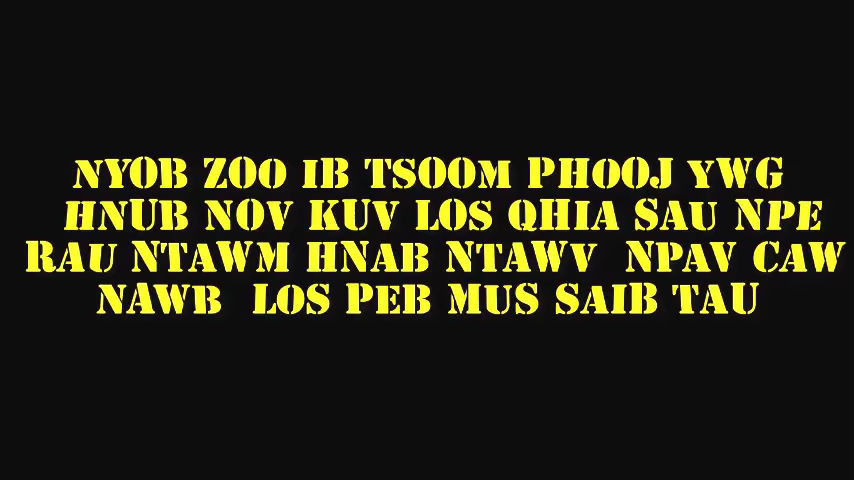 NYOB ZOO IB TSOOM PHOOJ YWG
HNUB NOV KUV LOS QHIA SAU NPE
RAU NTAWM HNAB NTAWV NPAV CAW
NAWB LOS PEB MUS SAIB TAU